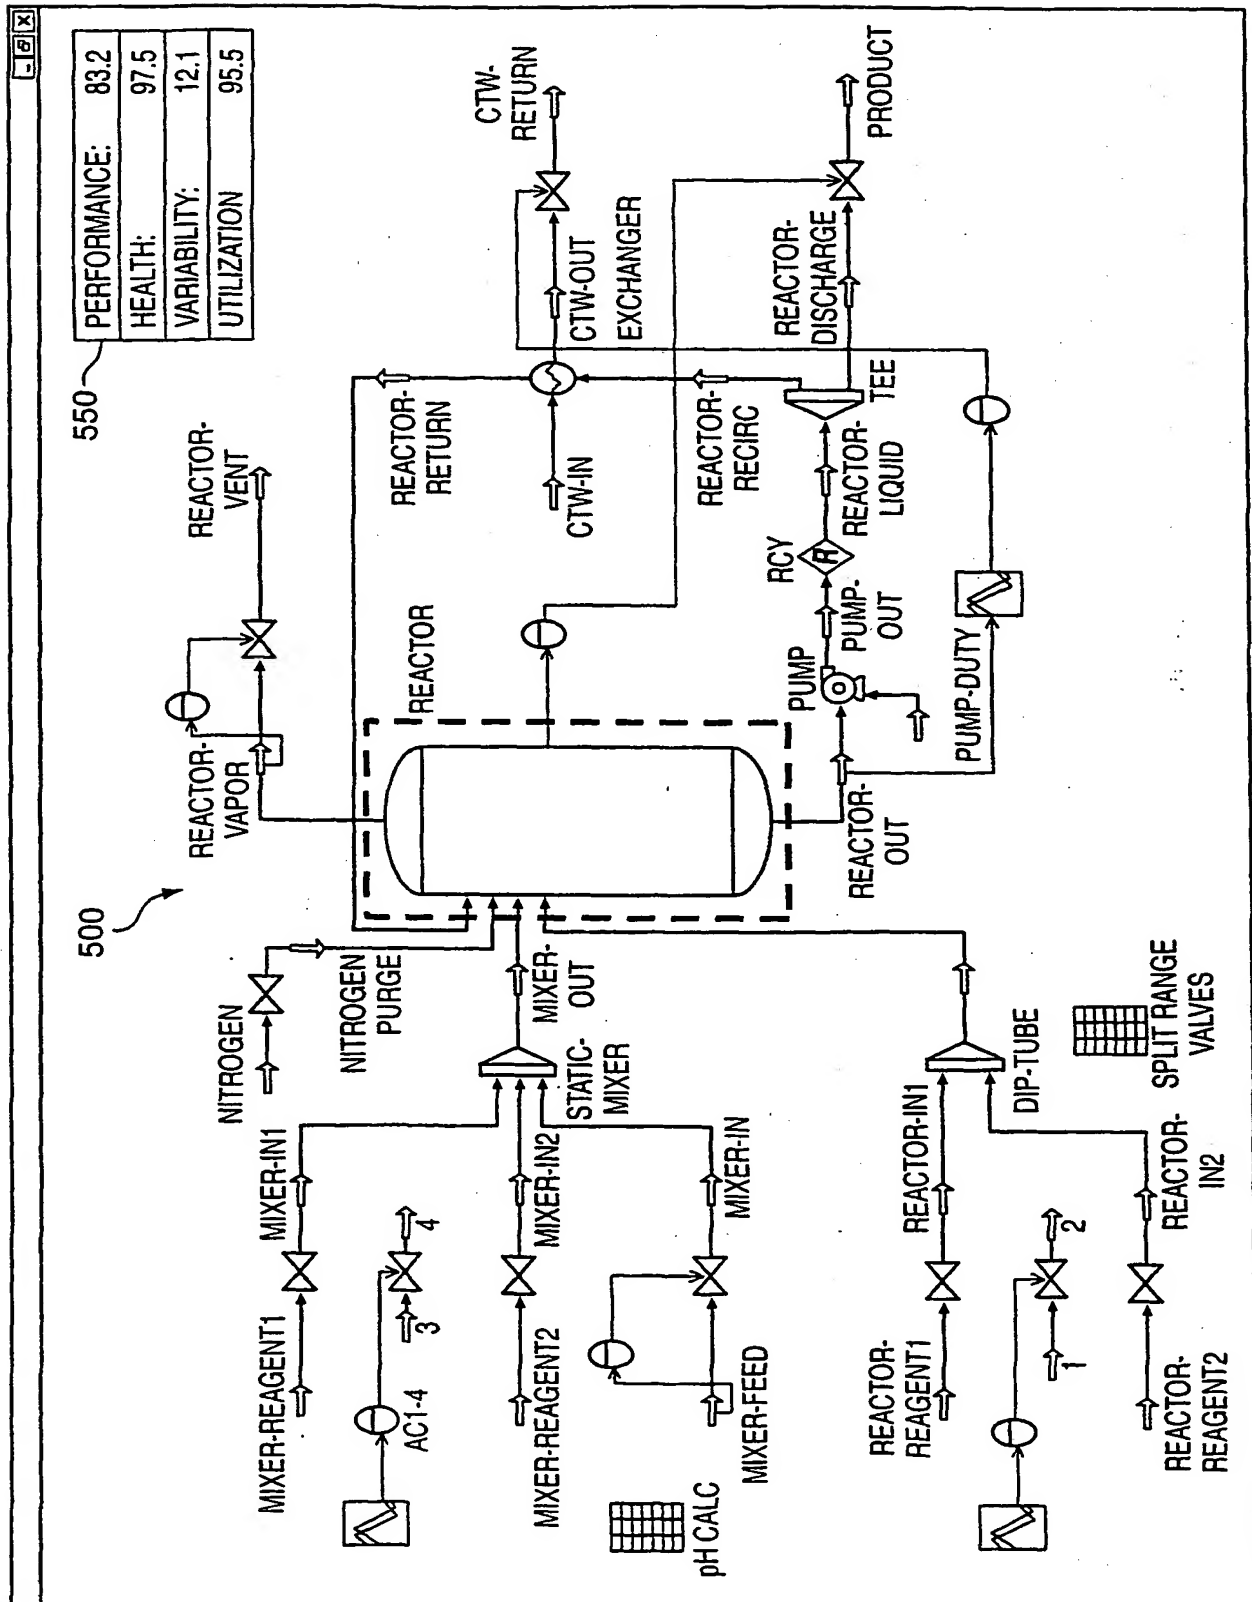 500
550
PERFORMANCE: 83.2
HEALTH: 97.5
VARIABILITY: 12.1
UTILIZATION 95.5
REACTOR-
VENT
REACTOR-
VAPOR
NITROGEN
NITROGEN
PURGE
MIXER-REAGENT1
MIXER-IN1
AC1-4
3
4
MIXER-REAGENT2
MIXER-IN2
STATIC-
MIXER
MIXER-
OUT
MIXER-FEED
MIXER-IN
pH CALC
REACTOR
REACTOR-
RETURN
CTW-IN
CTW-OUT
EXCHANGER
CTW-
RETURN
REACTOR-
RECIRC
REACTOR-
DISCHARGE
PRODUCT
TEE
REACTOR-
LIQUID
RCY
R
PUMP-
OUT
PUMP
PUMP-DUTY
REACTOR-
OUT
REACTOR-
REAGENT1
REACTOR-IN1
1
2
REACTOR-
REAGENT2
REACTOR-
IN2
DIP-TUBE
SPLIT RANGE
VALVES